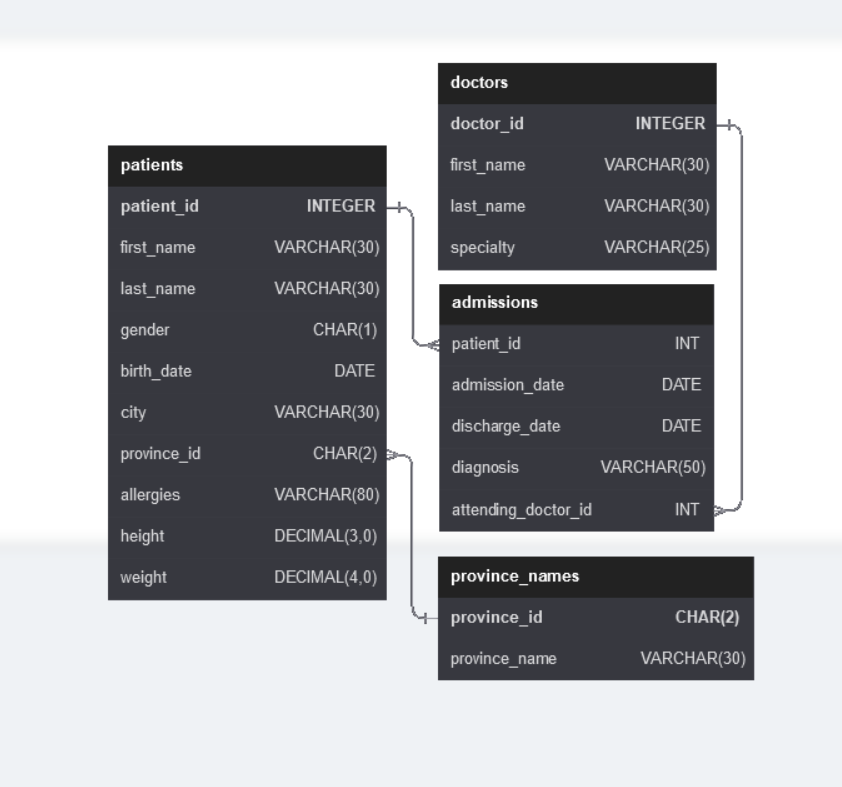 patients
patient_id INTEGER
first_name VARCHAR(30)
last_name VARCHAR(30)
gender CHAR(1)
birth_date DATE
city VARCHAR(30)
province_id CHAR(2)
allergies VARCHAR(80)
height DECIMAL(3,0)
weight DECIMAL(4,0)
doctors
doctor_id INTEGER
first_name VARCHAR(30)
last_name VARCHAR(30)
specialty VARCHAR(25)
admissions
patient_id INT
admission_date DATE
discharge_date DATE
diagnosis VARCHAR(50)
attending_doctor_id INT
province_names
province_id CHAR(2)
province_name VARCHAR(30)